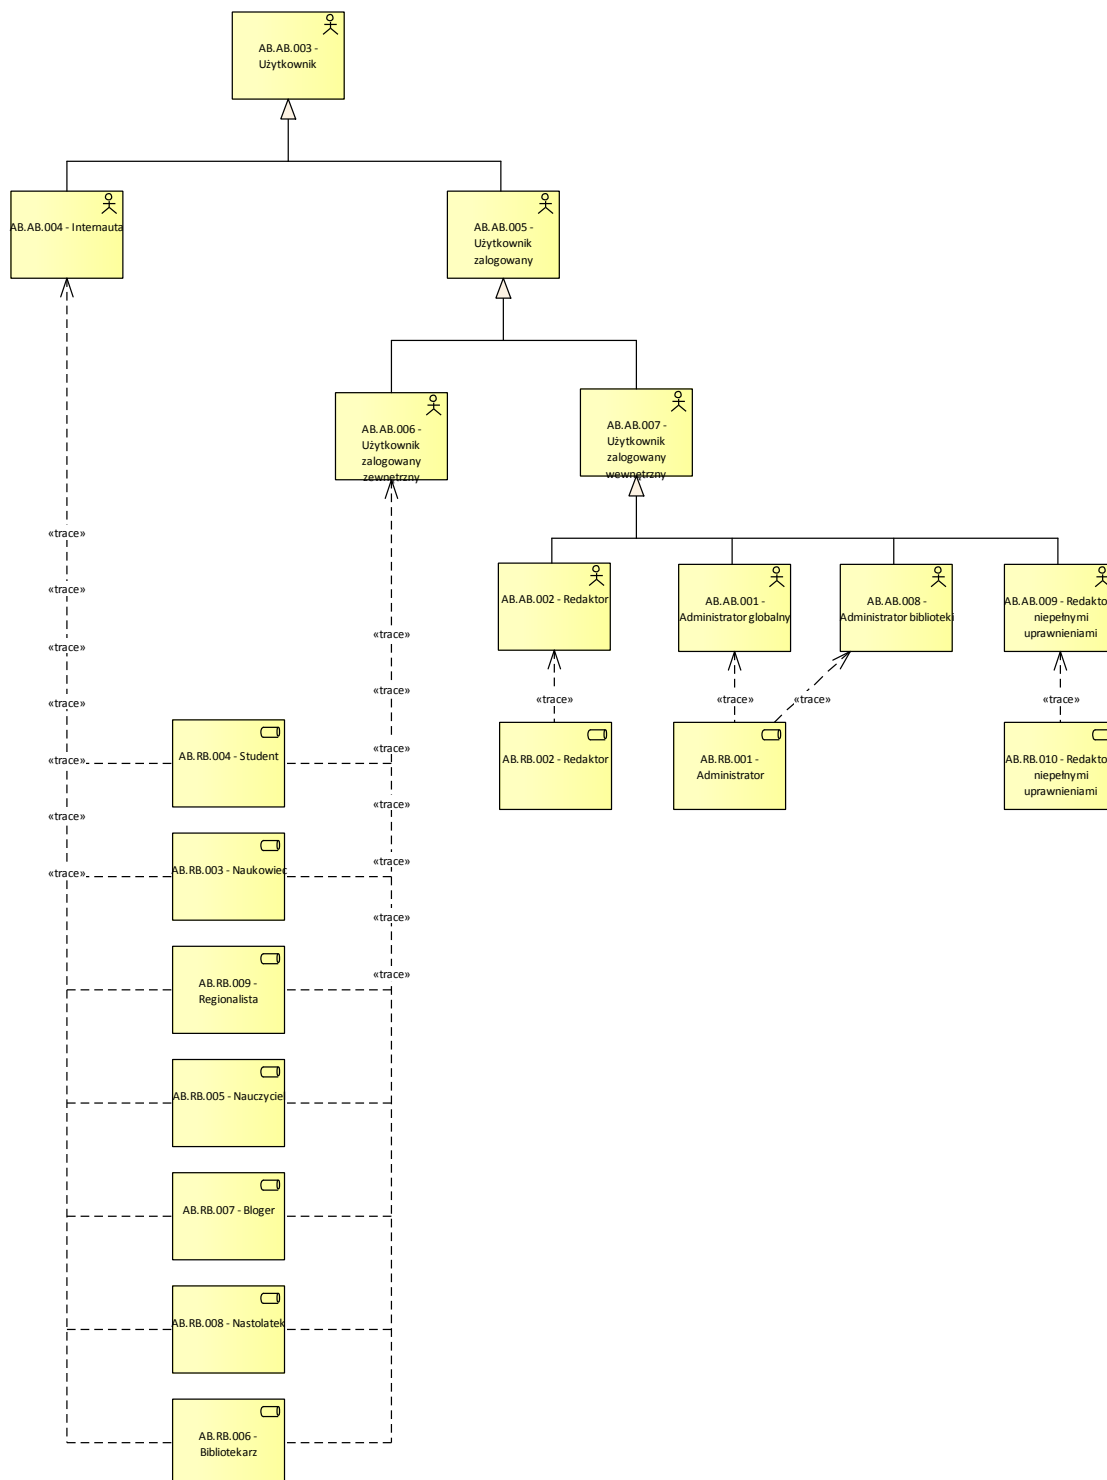 AB.AB.003 -
Użytkownik
AB.AB.004 - Internauta
AB.AB.005 -
Użytkownik
zalogowany
AB.AB.006 -
Użytkownik
zalogowany
zewnętrzny
AB.AB.007 -
Użytkownik
zalogowany
wewnętrzny
«trace»
«trace»
«trace»
«trace»
«trace»
«trace»
«trace»
«trace»
«trace»
«trace»
«trace»
«trace»
«trace»
«trace»
AB.AB.002 - Redaktor
AB.AB.001 -
Administrator globalny
AB.AB.008 -
Administrator biblioteki
AB.AB.009 - Redakto
niepełnymi
uprawnieniami
«trace»
«trace»
«trace»
«trace»
AB.RB.002 - Redaktor
AB.RB.001 -
Administrator
AB.RB.010 - Redakto
niepełnymi
uprawnieniami
AB.RB.004 - Student
AB.RB.003 - Naukowiec
AB.RB.009 -
Regionalista
AB.RB.005 - Nauczyciel
AB.RB.007 - Bloger
AB.RB.008 - Nastolatek
AB.RB.006 -
Bibliotekarz